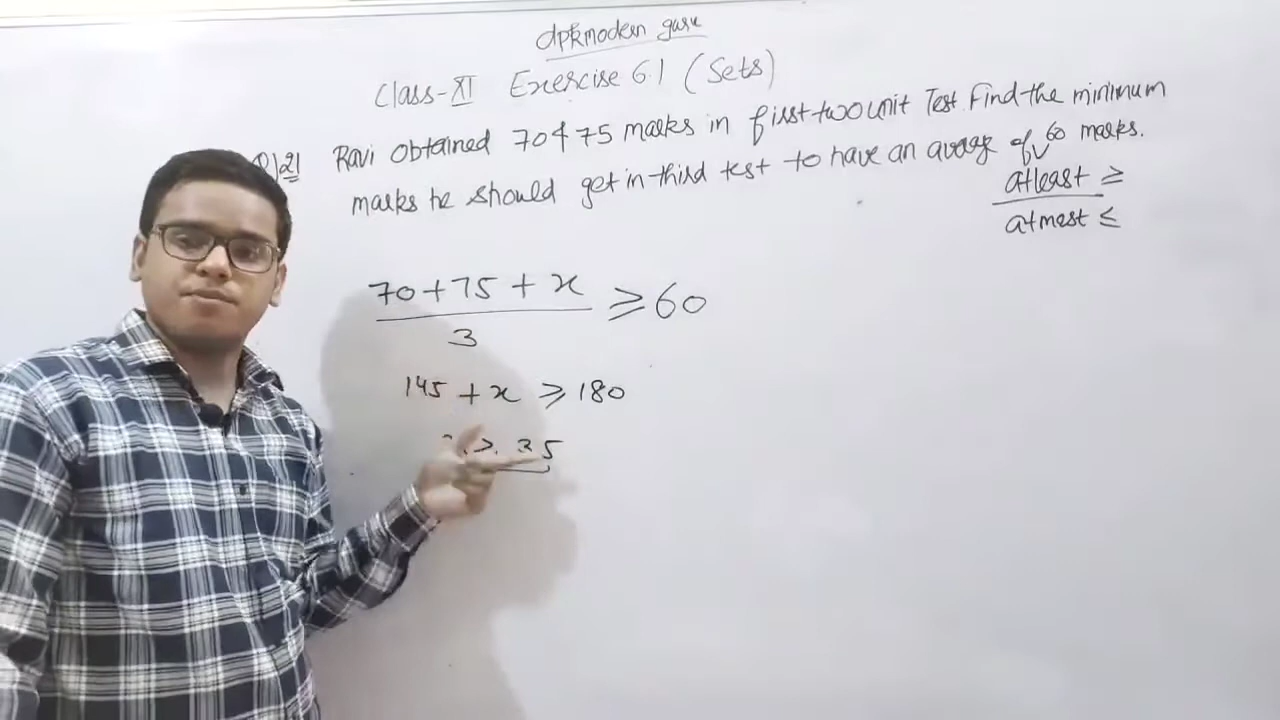 dpkmodern guru
Class-XI Exercise 6.1 (Sets)
Q)21 Ravi obtained 70 & 75 marks in first two unit Test. Find the minimum
marks he should get in third test to have an average of 60 marks.
atleast ≥
atmost ≤
70+75+x
3
≥60
145+x ≥180
35